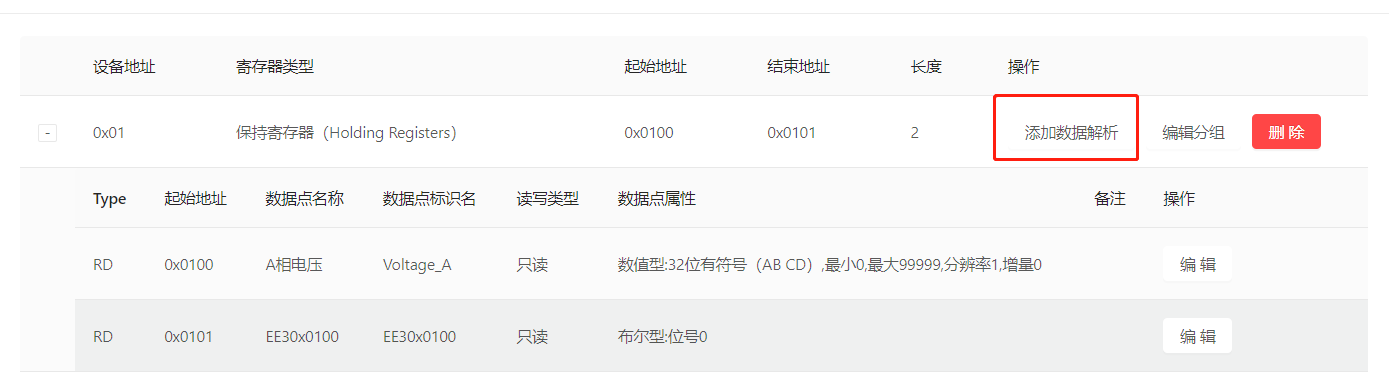 设备地址 寄存器类型 起始地址 结束地址 长度 操作
- 0x01 保持寄存器（Holding Registers） 0x0100 0x0101 2 添加数据解析 编辑分组 删 除
Type 起始地址 数据点名称 数据点标识名 读写类型 数据点属性 备注 操作
RD 0x0100 A相电压 Voltage_A 只读 数值型:32位有符号（AB CD）,最小0,最大99999,分辨率1,增量0 编 辑
RD 0x0101 EE30x0100 EE30x0100 只读 布尔型:位号0 编 辑